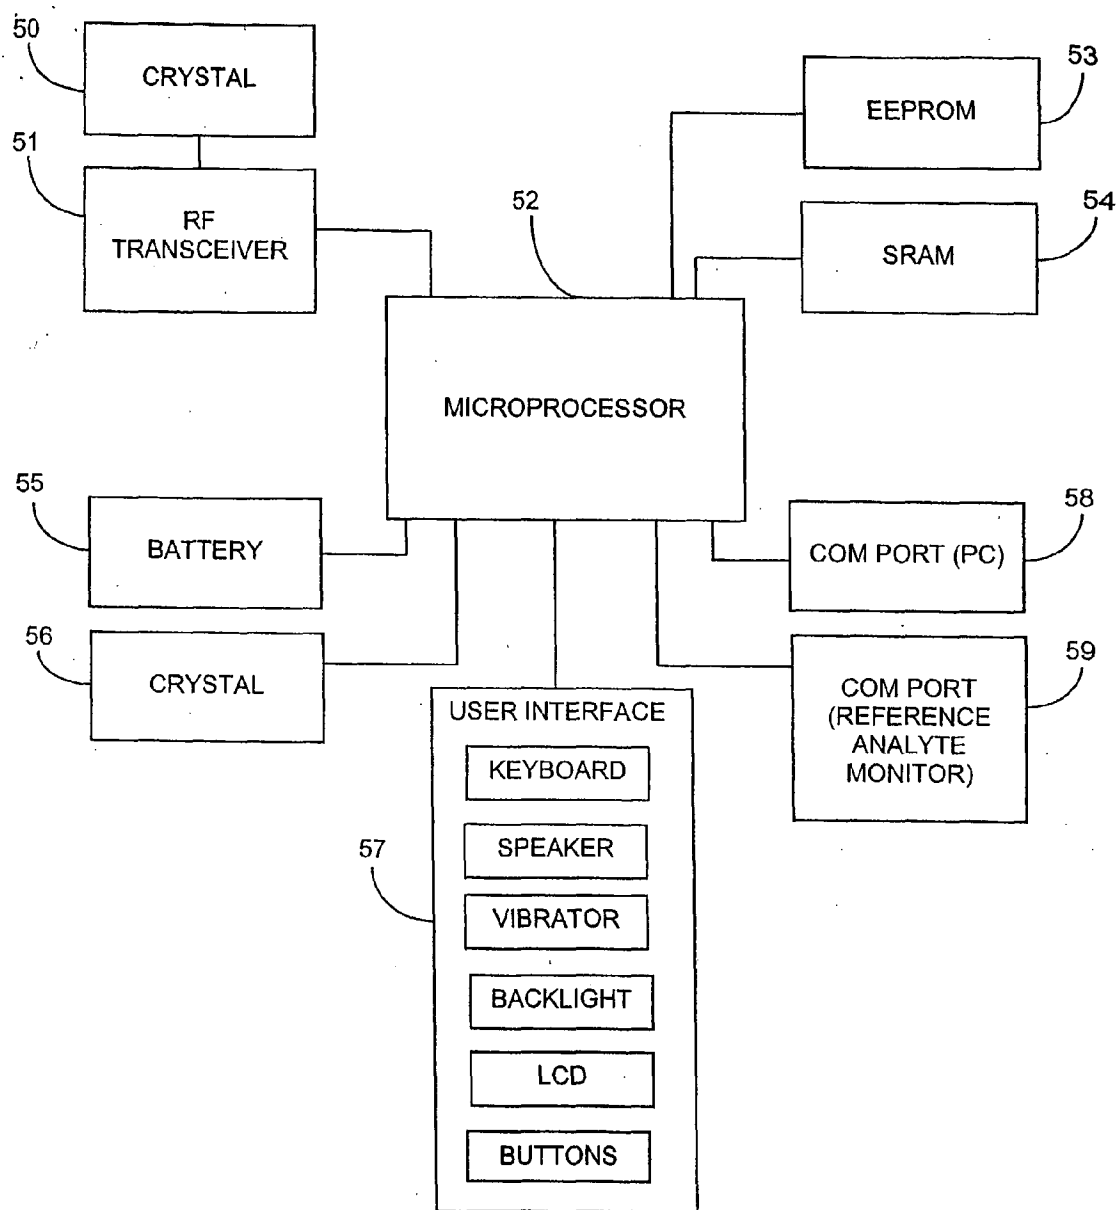 50
CRYSTAL
51
RF
TRANSCEIVER
52
53
EEPROM
54
SRAM
MICROPROCESSOR
55
BATTERY
56
CRYSTAL
58
COM PORT (PC)
59
COM PORT
(REFERENCE
ANALYTE
MONITOR)
57
USER INTERFACE
KEYBOARD
SPEAKER
VIBRATOR
BACKLIGHT
LCD
BUTTONS